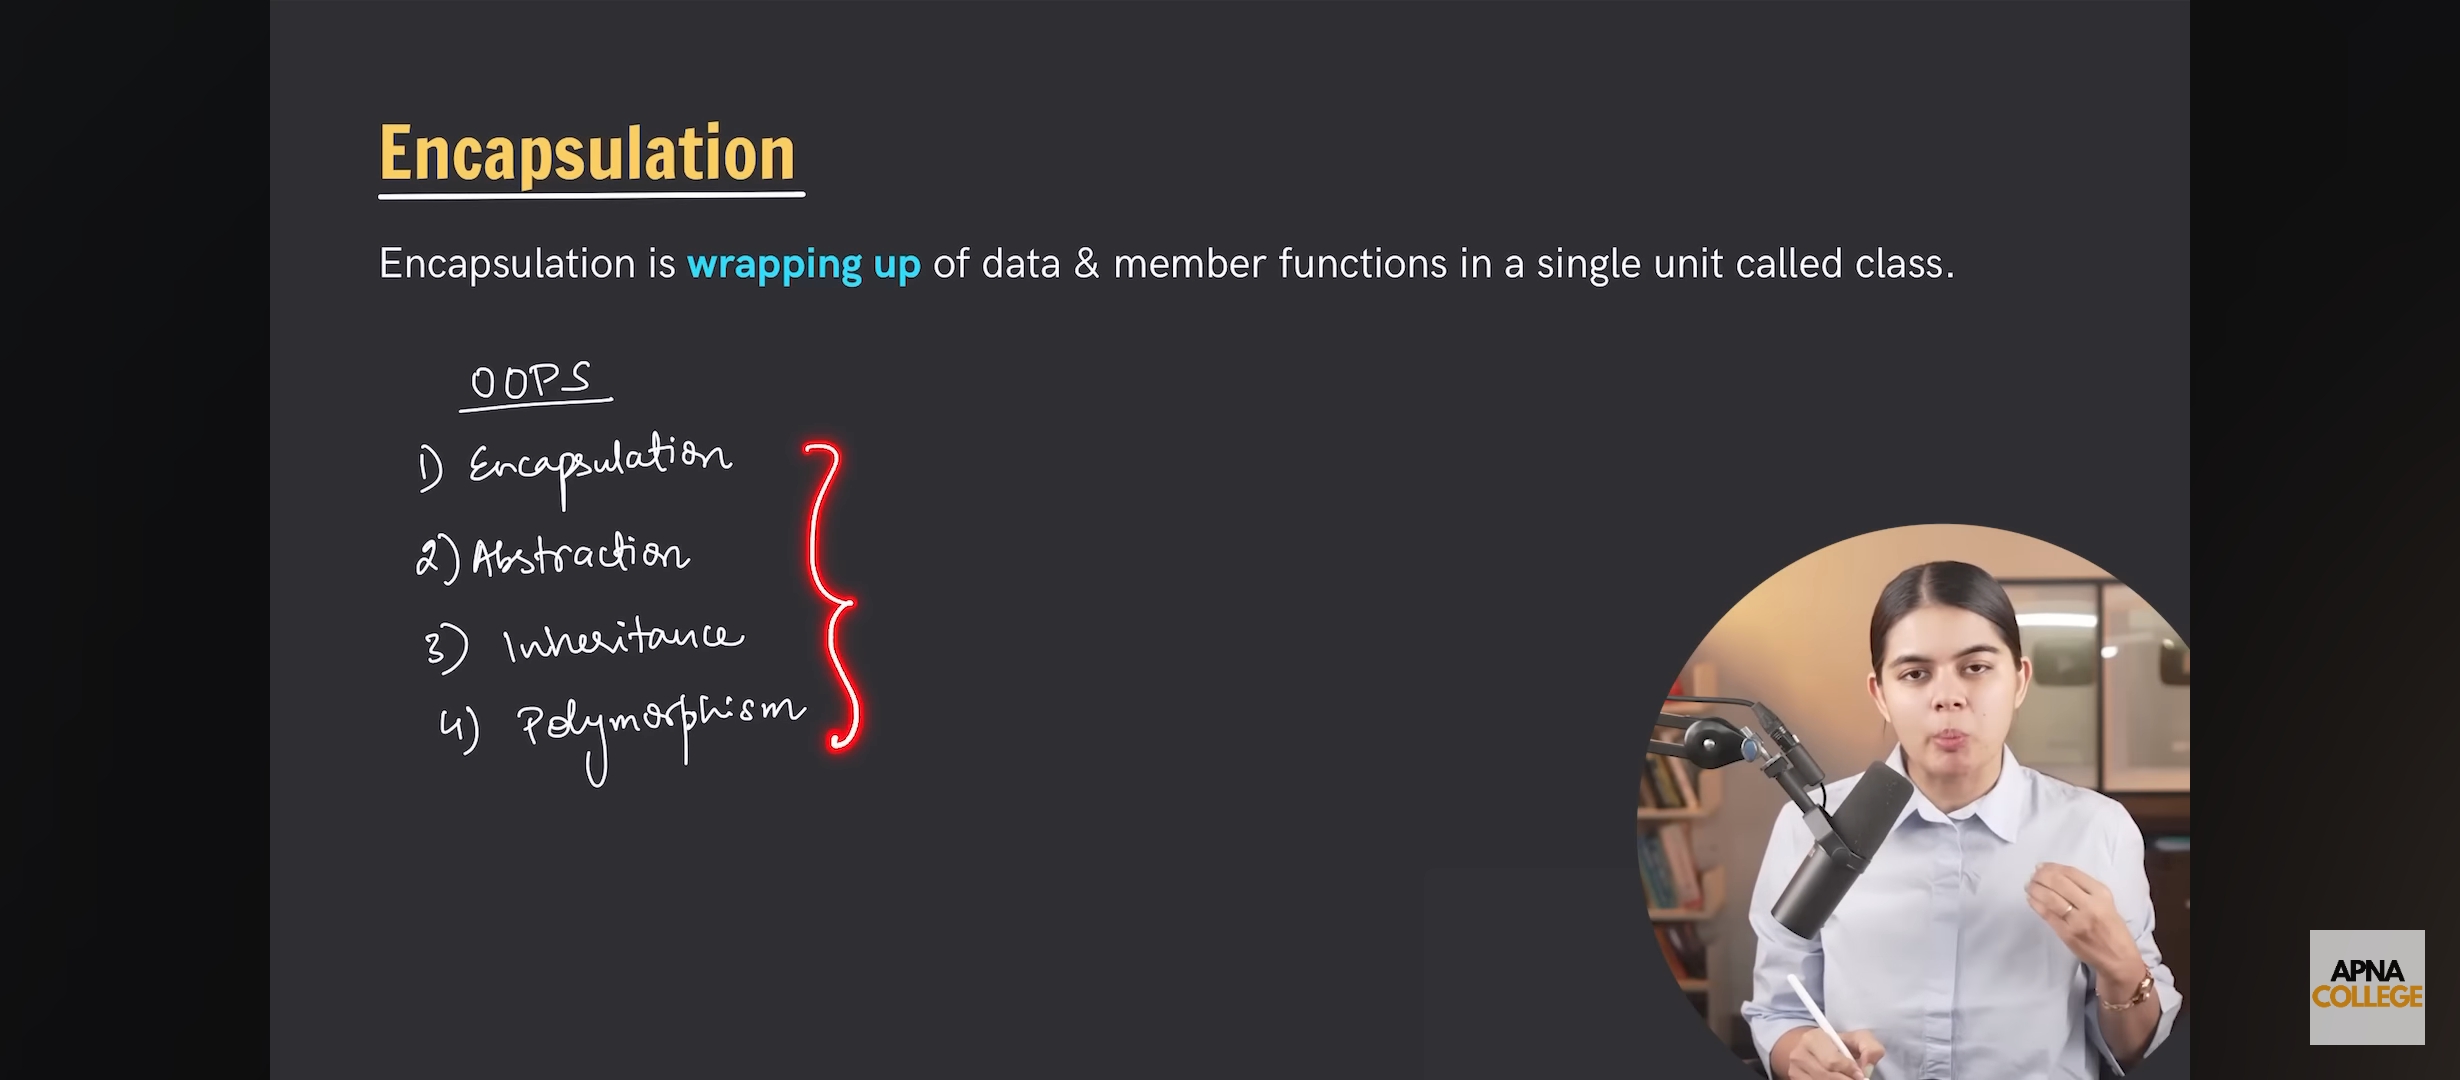 Encapsulation
Encapsulation is wrapping up of data & member functions in a single unit called class.
OOPS
1) Encapsulation
2) Abstraction
3) Inheritance
4) Polymorphism
APNA
COLLEGE